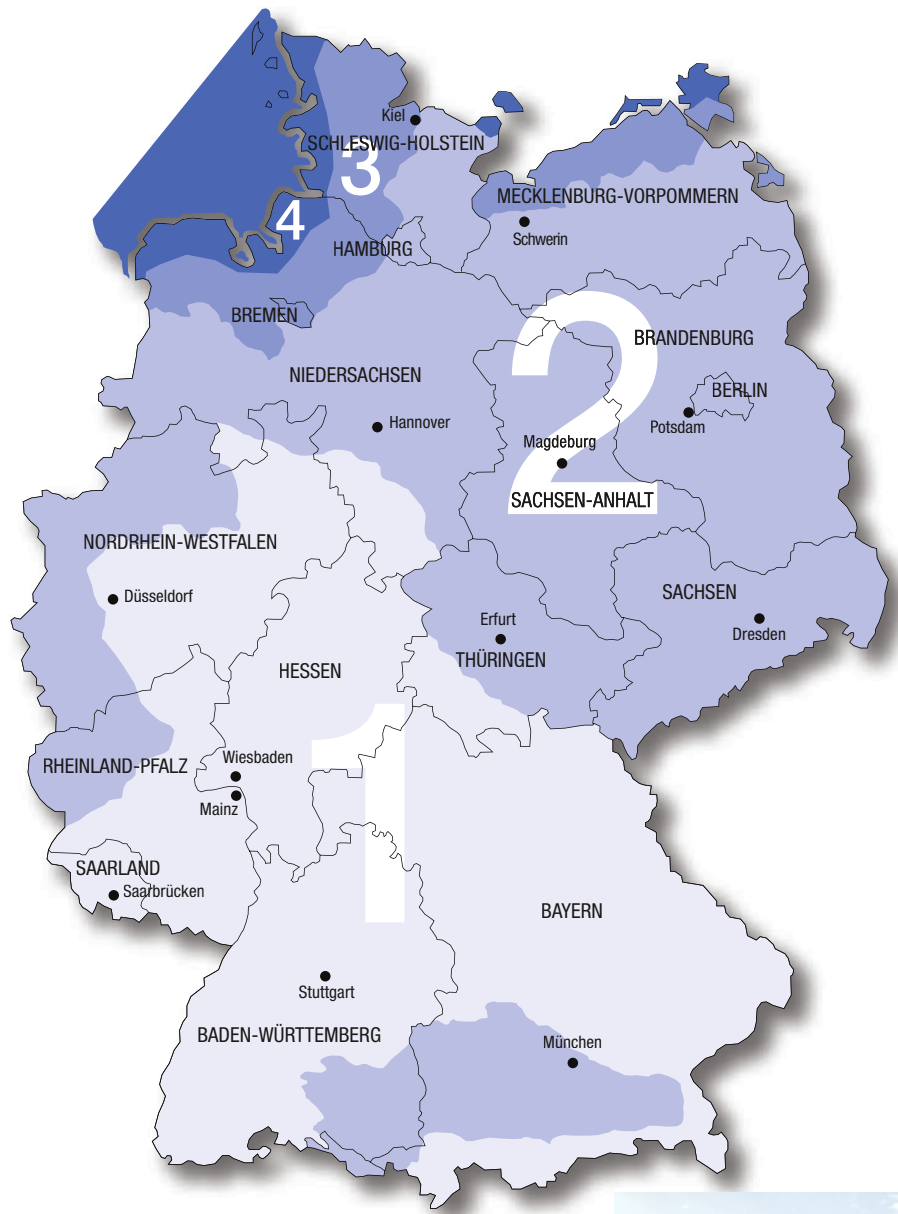 Kiel
SCHLESWIG-HOLSTEIN
3
MECKLENBURG-VORPOMMERN
4
Schwerin
HAMBURG
BREMEN
BRANDENBURG
2
NIEDERSACHSEN
BERLIN
Hannover
Potsdam
Magdeburg
SACHSEN-ANHALT
NORDRHEIN-WESTFALEN
Düsseldorf
SACHSEN
Erfurt
Dresden
THÜRINGEN
HESSEN
Wiesbaden
RHEINLAND-PFALZ
Mainz
1
SAARLAND
Saarbrücken
BAYERN
Stuttgart
BADEN-WÜRTTEMBERG
München